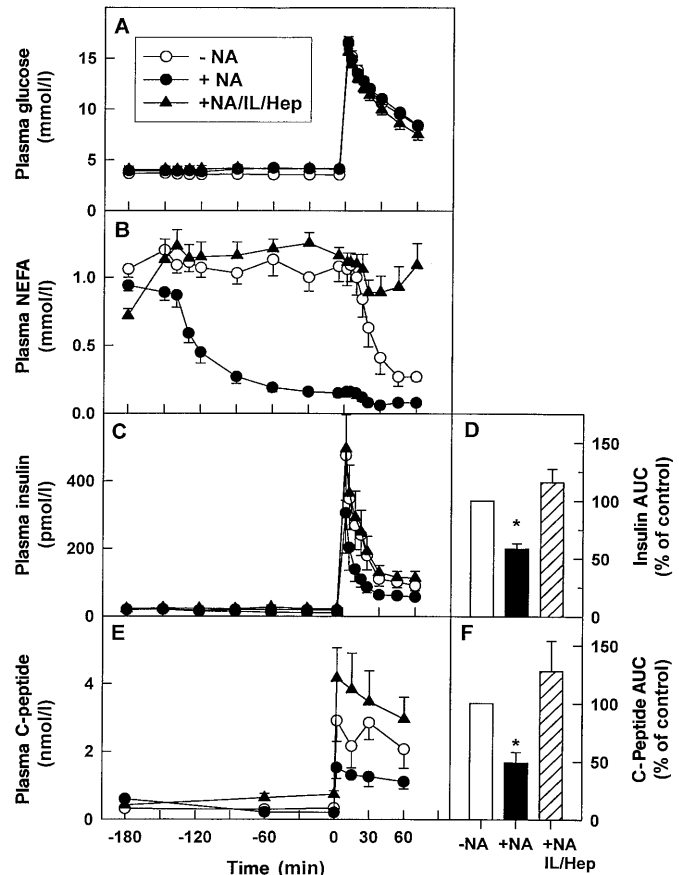 A
- NA
+ NA
+NA/IL/Hep
Plasma glucose
(mmol/l)
15
10
5
0
B
Plasma NEFA
(mmol/l)
1.0
0.5
0.0
C
Plasma insulin
(pmol/l)
400
200
0
D
*
150
100
50
0
Insulin AUC
(% of control)
E
Plasma C-peptide
(nmol/l)
4
2
0
-180
-120
-60
0
30
60
Time (min)
F
*
150
100
50
0
C-Peptide AUC
(% of control)
-NA
+NA
+NA
IL/Hep